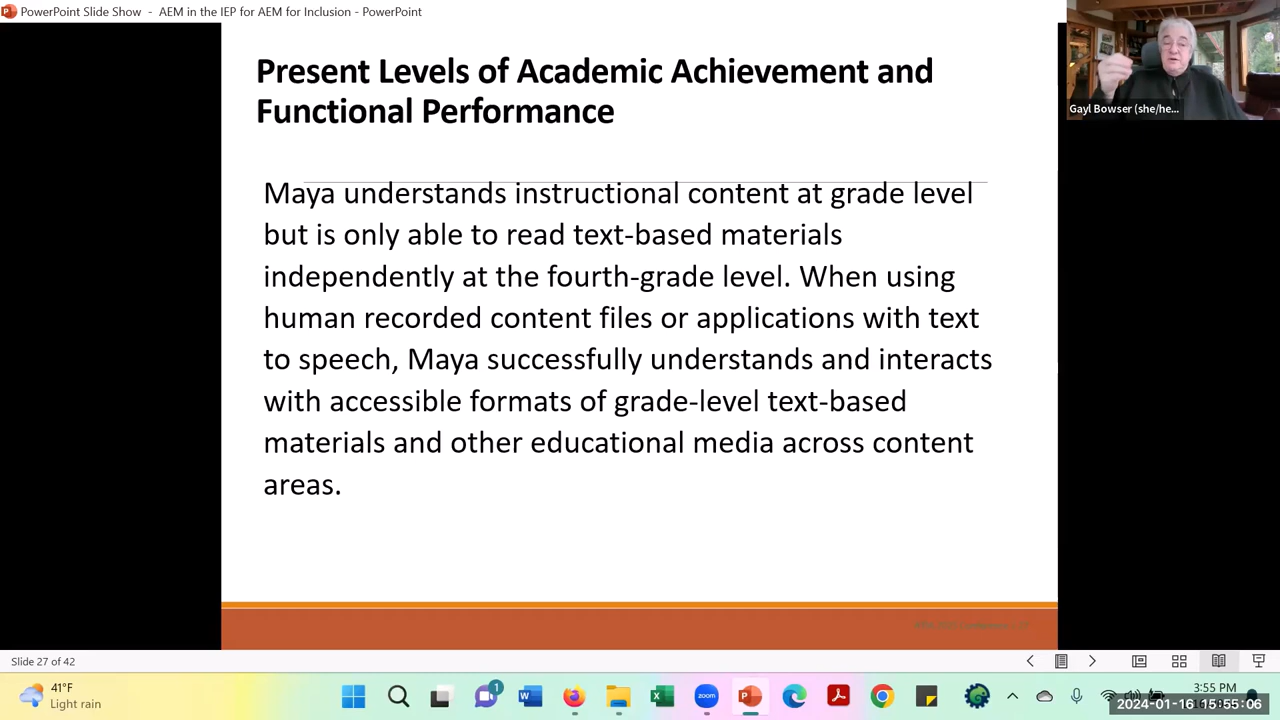 PowerPoint Slide Show - AEM in the IEP for AEM for Inclusion - PowerPoint
Gayl Bowser (she/he...
Present Levels of Academic Achievement and
Functional Performance
Maya understands instructional content at grade level
but is only able to read text-based materials
independently at the fourth-grade level. When using
human recorded content files or applications with text
to speech, Maya successfully understands and interacts
with accessible formats of grade-level text-based
materials and other educational media across content
areas.
Slide 27 of 42
41°F
Light rain
1
zoom
3:55 PM
2024-01-16 15:55:06